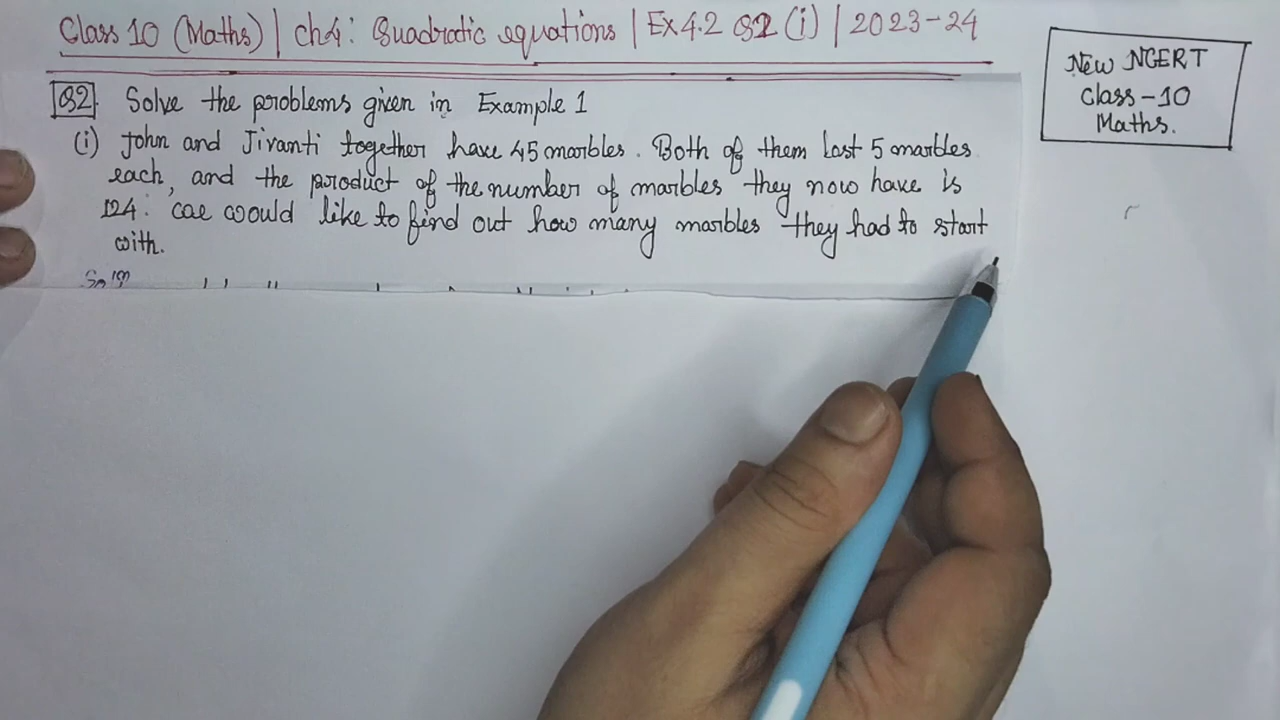 Class 10 (Maths) | ch4: Quadratic equations | Ex4.2 Q2 (i) | 2023-24
New NCERT
Class-10
Maths.
Q2. Solve the problems given in Example 1
(i) John and Jivanti together have 45 marbles. Both of them lost 5 marbles
each, and the product of the number of marbles they now have is
124. we would like to find out how many marbles they had to start
with.
Soln